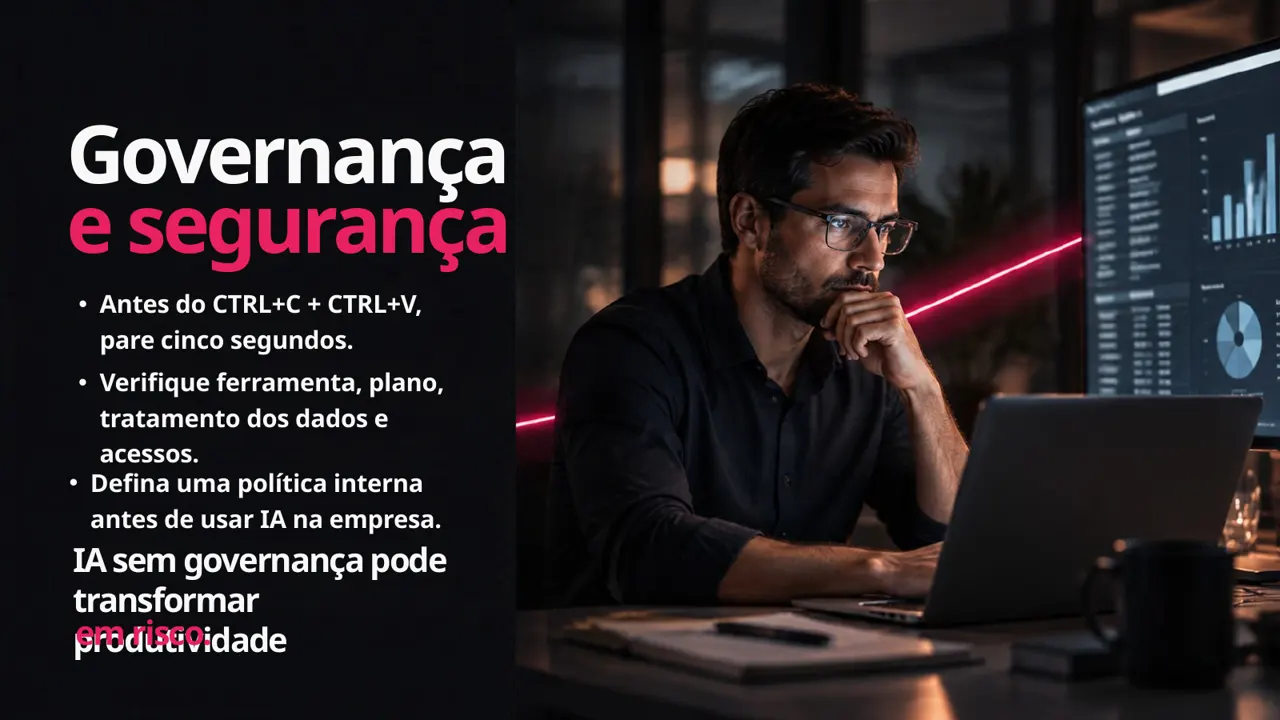 Governança
e segurança
• Antes do CTRL+C + CTRL+V,
pare cinco segundos.
• Verifique ferramenta, plano,
tratamento dos dados e
acessos.
• Defina uma política interna
antes de usar IA na empresa.
IA sem governança pode
transformar
produtividade
em risco.